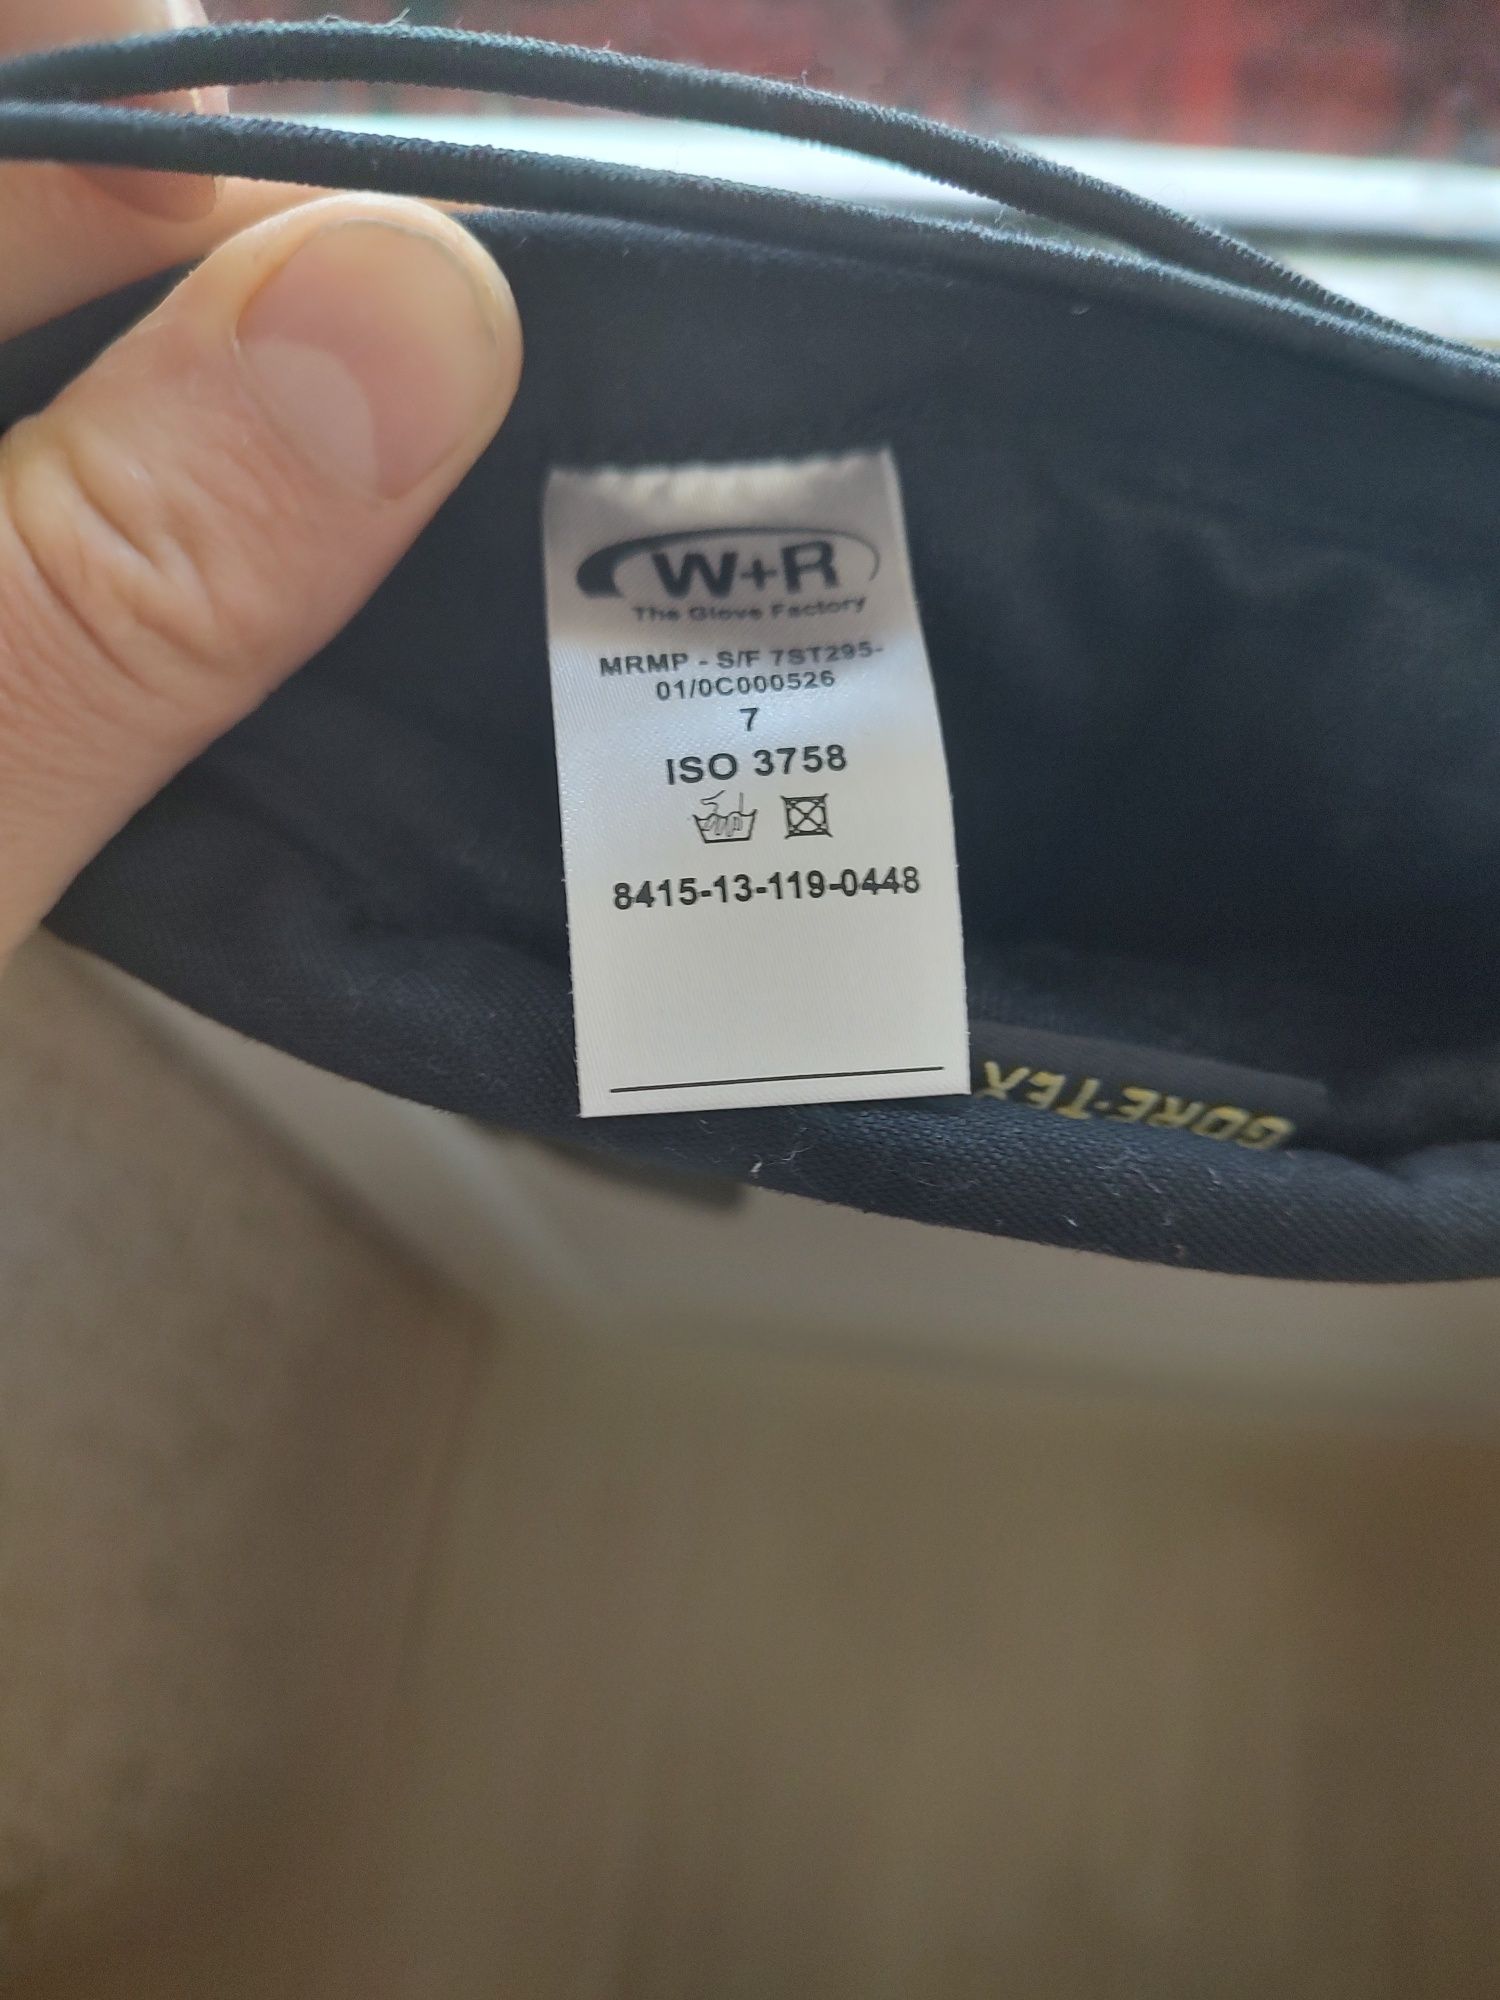 W+R
The Glove Factory
MRMP - S/F 7ST295-
01/0C000526
7
ISO 3758
8415-13-119-0448
GORE-TEX